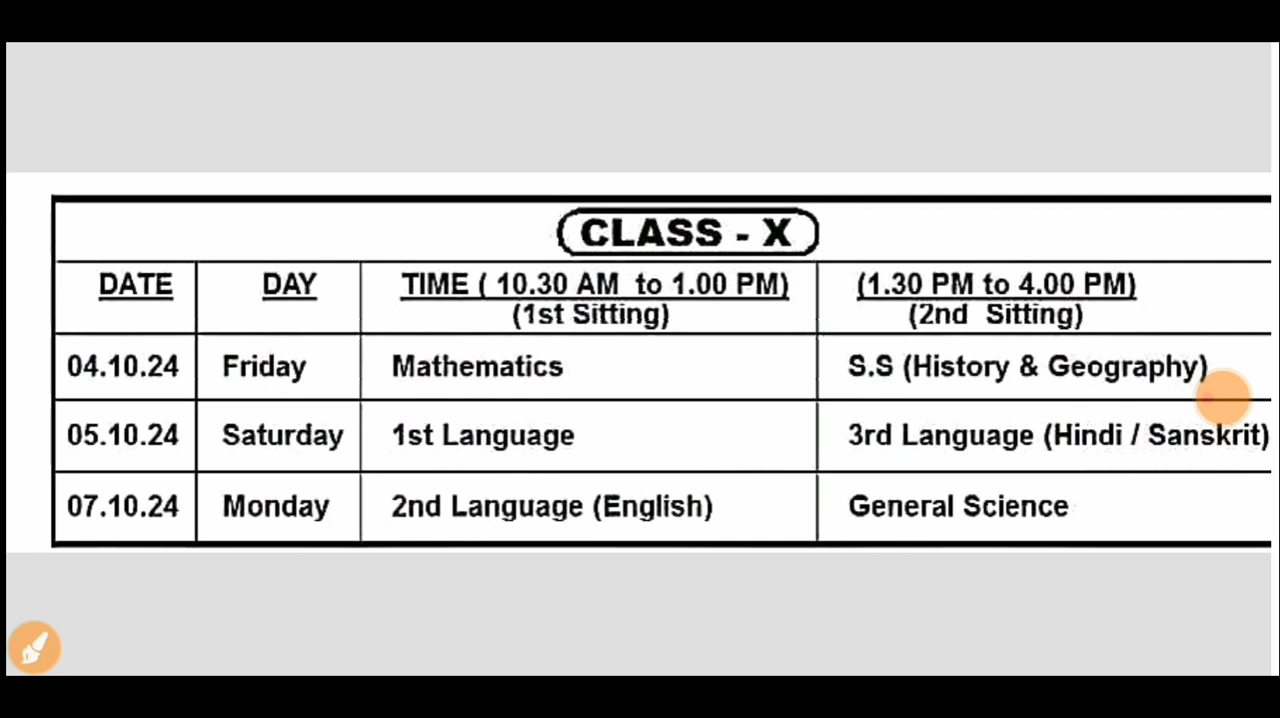 CLASS - X
DATE DAY TIME ( 10.30 AM to 1.00 PM) (1.30 PM to 4.00 PM)
(1st Sitting) (2nd Sitting)
04.10.24 Friday Mathematics S.S (History & Geography)
05.10.24 Saturday 1st Language 3rd Language (Hindi / Sanskrit)
07.10.24 Monday 2nd Language (English) General Science